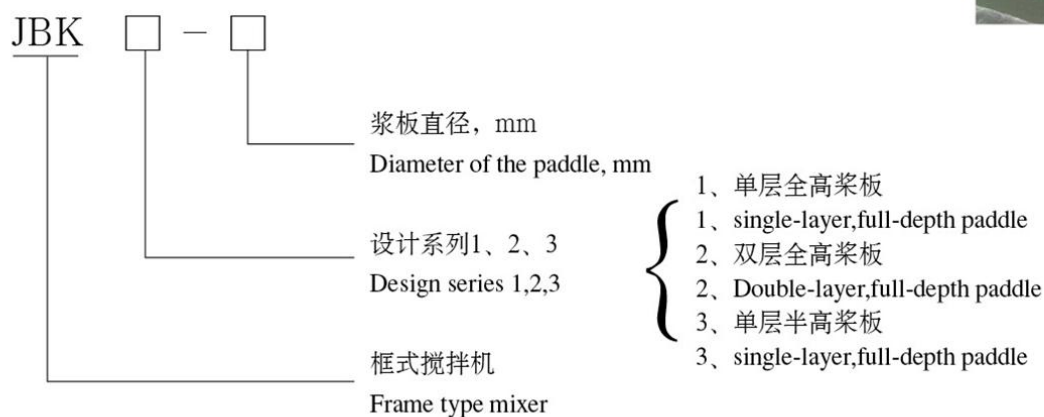 JBK □ - □
浆板直径，mm
Diameter of the paddle, mm
设计系列1、2、3
Design series 1,2,3
1、单层全高桨板
1、single-layer,full-depth paddle
2、双层全高桨板
2、Double-layer,full-depth paddle
3、单层半高桨板
3、single-layer,full-depth paddle
框式搅拌机
Frame type mixer